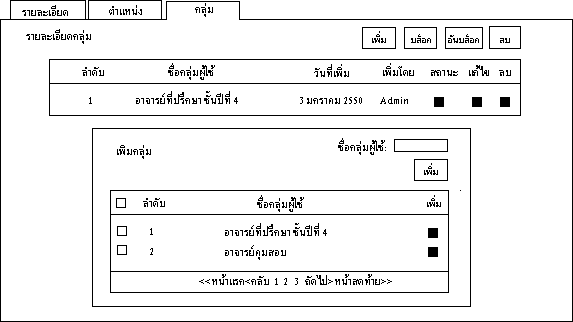 รายละเอียด ตำแหน่ง กลุ่ม
รายละเอียดกลุ่ม เพิ่ม บล๊อค อันบล๊อค ลบ
ลำดับ ชื่อกลุ่มผู้ใช้ วันที่เพิ่ม เพิ่มโดย สถานะ แก้ไข ลบ
1 อาจารย์ที่ปรึกษา ชั้นปีที่ 4 3 มกราคม 2550 Admin
เพิ่มกลุ่ม ชื่อกลุ่มผู้ใช้:
เพิ่ม
ลำดับ ชื่อกลุ่มผู้ใช้ เพิ่ม
1 อาจารย์ที่ปรึกษา ชั้นปีที่ 4
2 อาจารย์คุมสอบ
<<หน้าแรก<กลับ 1 2 3 ถัดไป>หน้าสุดท้าย>>